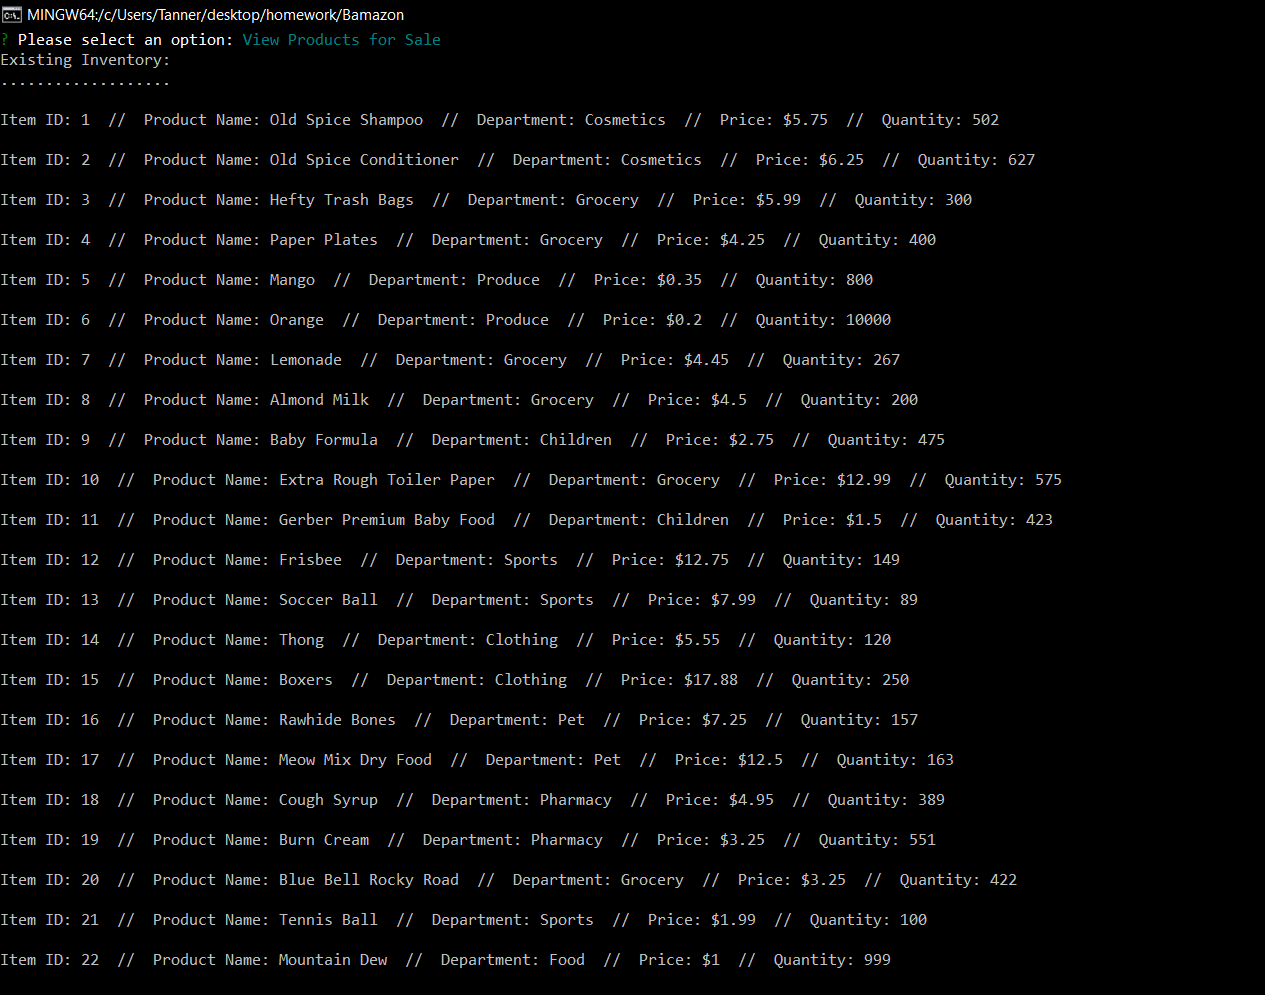 MINGW64:/c/Users/Tanner/desktop/homework/Bamazon
? Please select an option: View Products for Sale
Existing Inventory:
...................
Item ID: 1  //  Product Name: Old Spice Shampoo  //  Department: Cosmetics  //  Price: $5.75  //  Quantity: 502
Item ID: 2  //  Product Name: Old Spice Conditioner  //  Department: Cosmetics  //  Price: $6.25  //  Quantity: 627
Item ID: 3  //  Product Name: Hefty Trash Bags  //  Department: Grocery  //  Price: $5.99  //  Quantity: 300
Item ID: 4  //  Product Name: Paper Plates  //  Department: Grocery  //  Price: $4.25  //  Quantity: 400
Item ID: 5  //  Product Name: Mango  //  Department: Produce  //  Price: $0.35  //  Quantity: 800
Item ID: 6  //  Product Name: Orange  //  Department: Produce  //  Price: $0.2  //  Quantity: 10000
Item ID: 7  //  Product Name: Lemonade  //  Department: Grocery  //  Price: $4.45  //  Quantity: 267
Item ID: 8  //  Product Name: Almond Milk  //  Department: Grocery  //  Price: $4.5  //  Quantity: 200
Item ID: 9  //  Product Name: Baby Formula  //  Department: Children  //  Price: $2.75  //  Quantity: 475
Item ID: 10  //  Product Name: Extra Rough Toiler Paper  //  Department: Grocery  //  Price: $12.99  //  Quantity: 575
Item ID: 11  //  Product Name: Gerber Premium Baby Food  //  Department: Children  //  Price: $1.5  //  Quantity: 423
Item ID: 12  //  Product Name: Frisbee  //  Department: Sports  //  Price: $12.75  //  Quantity: 149
Item ID: 13  //  Product Name: Soccer Ball  //  Department: Sports  //  Price: $7.99  //  Quantity: 89
Item ID: 14  //  Product Name: Thong  //  Department: Clothing  //  Price: $5.55  //  Quantity: 120
Item ID: 15  //  Product Name: Boxers  //  Department: Clothing  //  Price: $17.88  //  Quantity: 250
Item ID: 16  //  Product Name: Rawhide Bones  //  Department: Pet  //  Price: $7.25  //  Quantity: 157
Item ID: 17  //  Product Name: Meow Mix Dry Food  //  Department: Pet  //  Price: $12.5  //  Quantity: 163
Item ID: 18  //  Product Name: Cough Syrup  //  Department: Pharmacy  //  Price: $4.95  //  Quantity: 389
Item ID: 19  //  Product Name: Burn Cream  //  Department: Pharmacy  //  Price: $3.25  //  Quantity: 551
Item ID: 20  //  Product Name: Blue Bell Rocky Road  //  Department: Grocery  //  Price: $3.25  //  Quantity: 422
Item ID: 21  //  Product Name: Tennis Ball  //  Department: Sports  //  Price: $1.99  //  Quantity: 100
Item ID: 22  //  Product Name: Mountain Dew  //  Department: Food  //  Price: $1  //  Quantity: 999